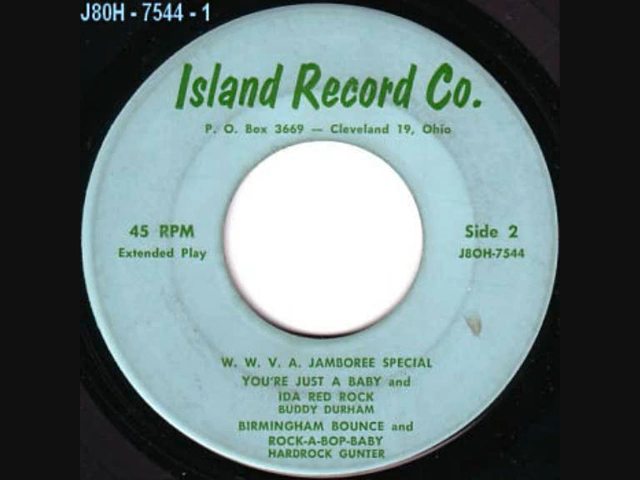 J80H - 7544 - 1
Island Record Co.
P. O. Box 3669 — Cleveland 19, Ohio
45 RPM
Extended Play
Side 2
J8OH-7544
W. W. V. A. JAMBOREE SPECIAL
YOU'RE JUST A BABY and
IDA RED ROCK
BUDDY DURHAM
BIRMINGHAM BOUNCE and
ROCK-A-BOP-BABY
HARDROCK GUNTER